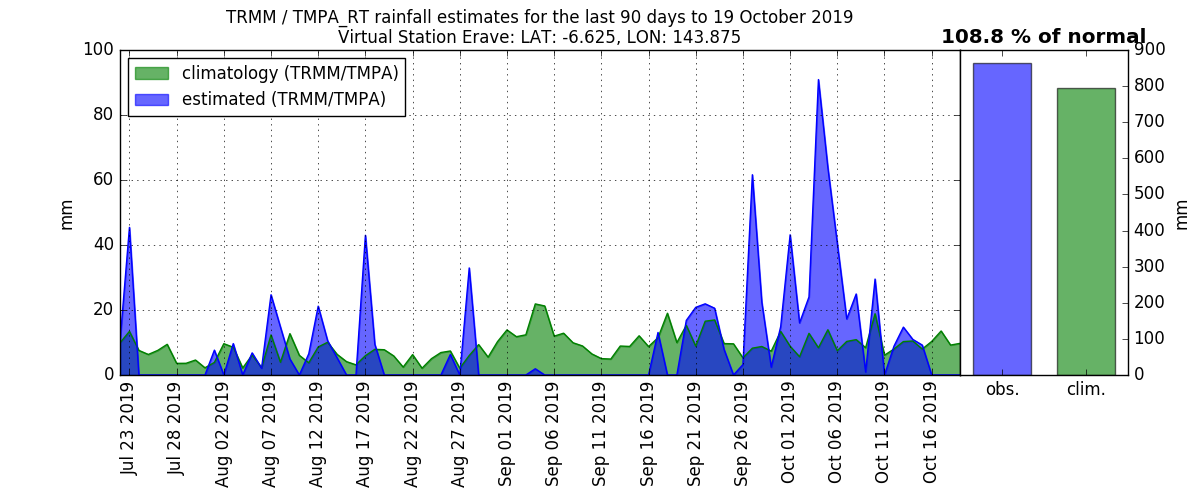 TRMM / TMPA_RT rainfall estimates for the last 90 days to 19 October 2019
Virtual Station Erave: LAT: -6.625, LON: 143.875
108.8 % of normal
climatology (TRMM/TMPA)
estimated (TRMM/TMPA)
mm
100
80
60
40
20
0
Jul 23 2019
Jul 28 2019
Aug 02 2019
Aug 07 2019
Aug 12 2019
Aug 17 2019
Aug 22 2019
Aug 27 2019
Sep 01 2019
Sep 06 2019
Sep 11 2019
Sep 16 2019
Sep 21 2019
Sep 26 2019
Oct 01 2019
Oct 06 2019
Oct 11 2019
Oct 16 2019
obs.
clim.
900
800
700
600
500
400
300
200
100
0
mm